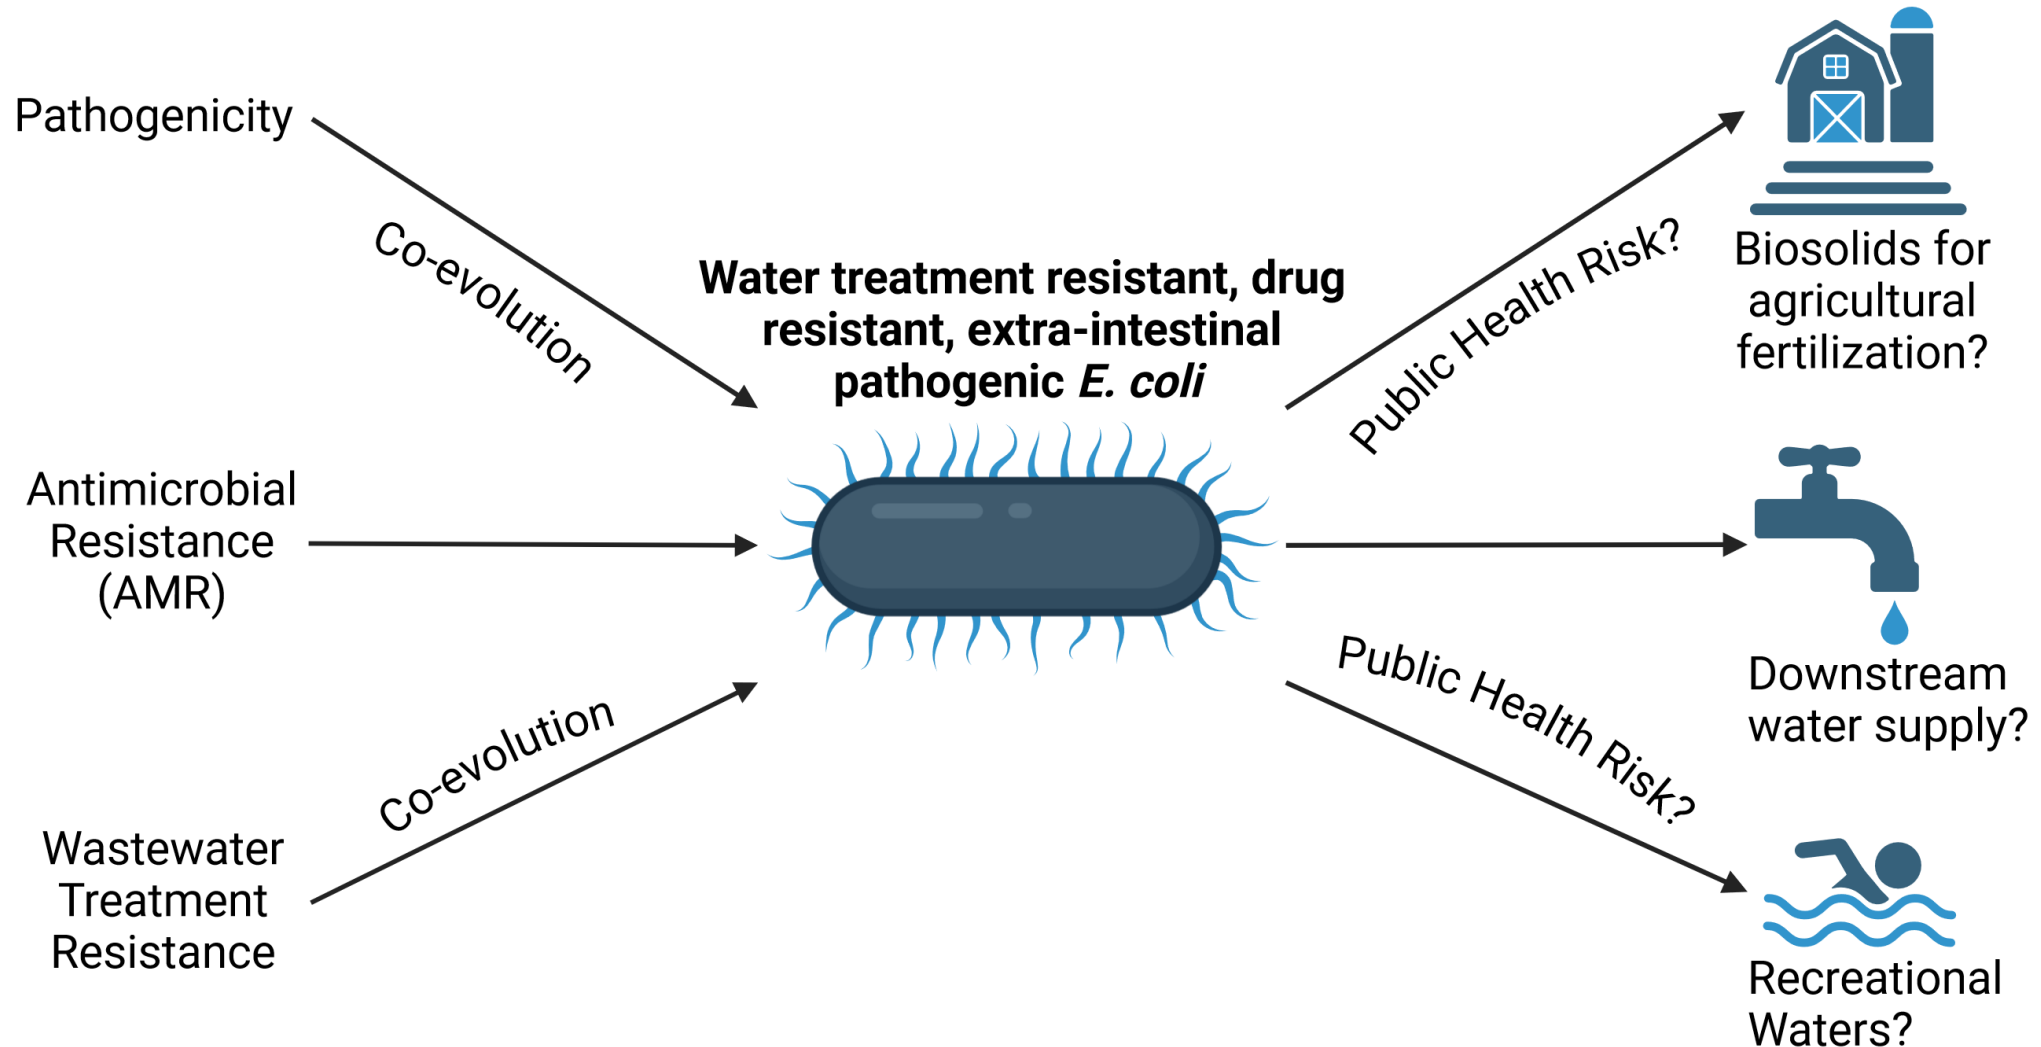 Pathogenicity
Co-evolution
Antimicrobial
Resistance
(AMR)
Co-evolution
Wastewater
Treatment
Resistance
Water treatment resistant, drug
resistant, extra-intestinal
pathogenic E. coli
Public Health Risk?
Biosolids for
agricultural
fertilization?
Downstream
water supply?
Public Health Risk?
Recreational
Waters?